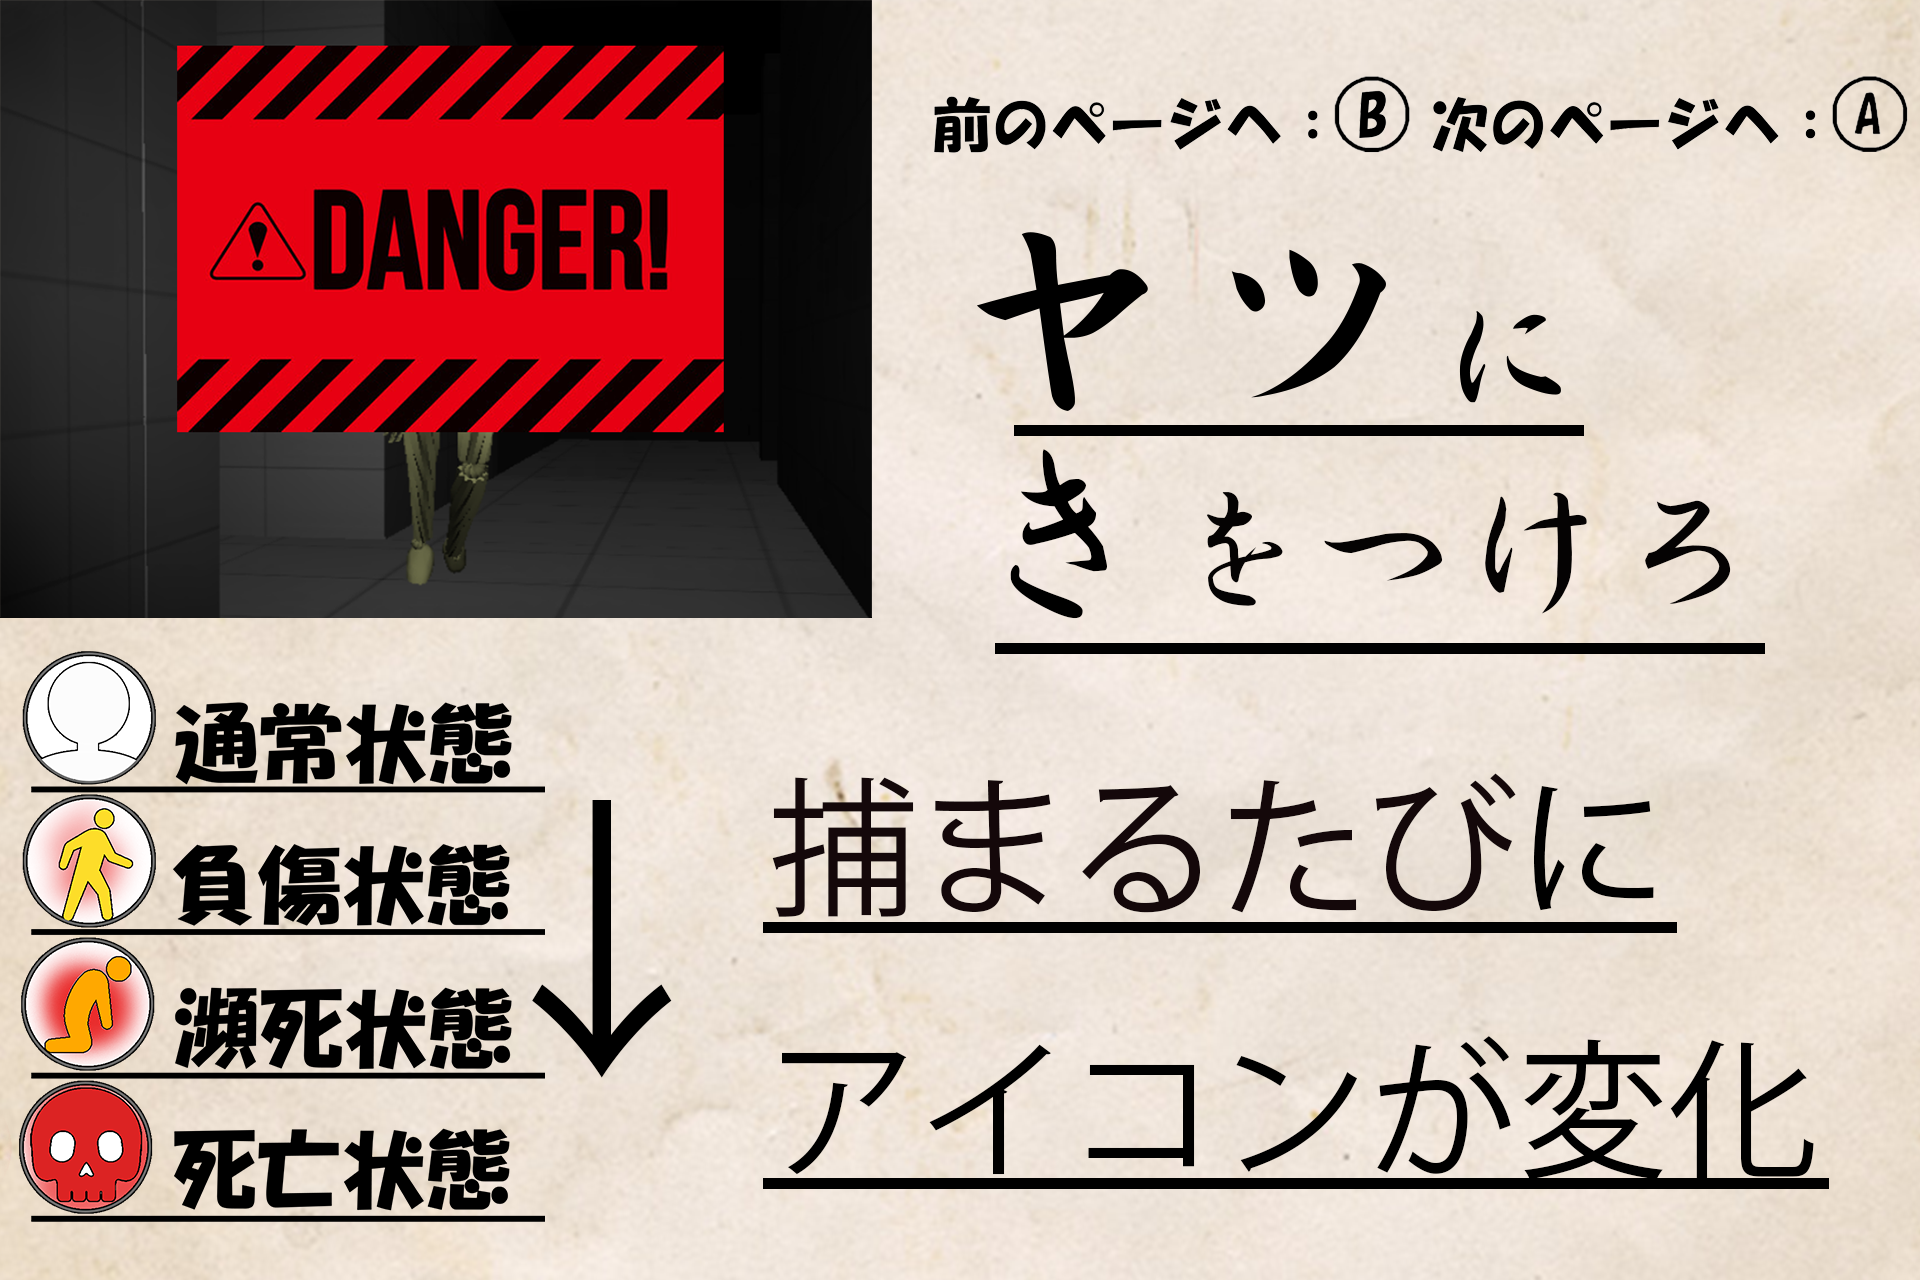 DANGER!
前のページへ：B 次のページへ：A
ヤツに
きをつけろ
通常状態
負傷状態
瀕死状態
死亡状態
捕まるたびに
アイコンが変化